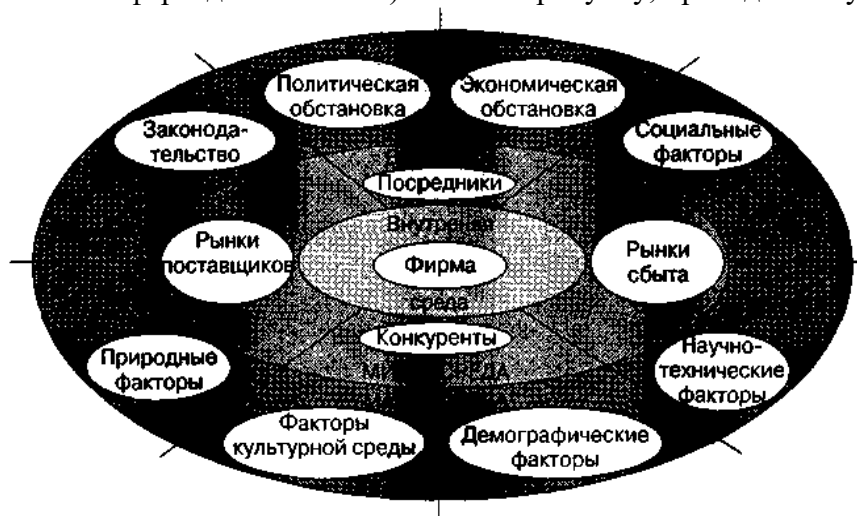 Политическая
обстановка
Экономическая
обстановка
Законода-
тельство
Социальные
факторы
Посредники
Внутренняя
Рынки
поставщиков
Фирма
Рынки
сбыта
среда
Конкуренты
Природные
факторы
Научно-
технические
факторы
Факторы
культурной среды
Демографические
факторы